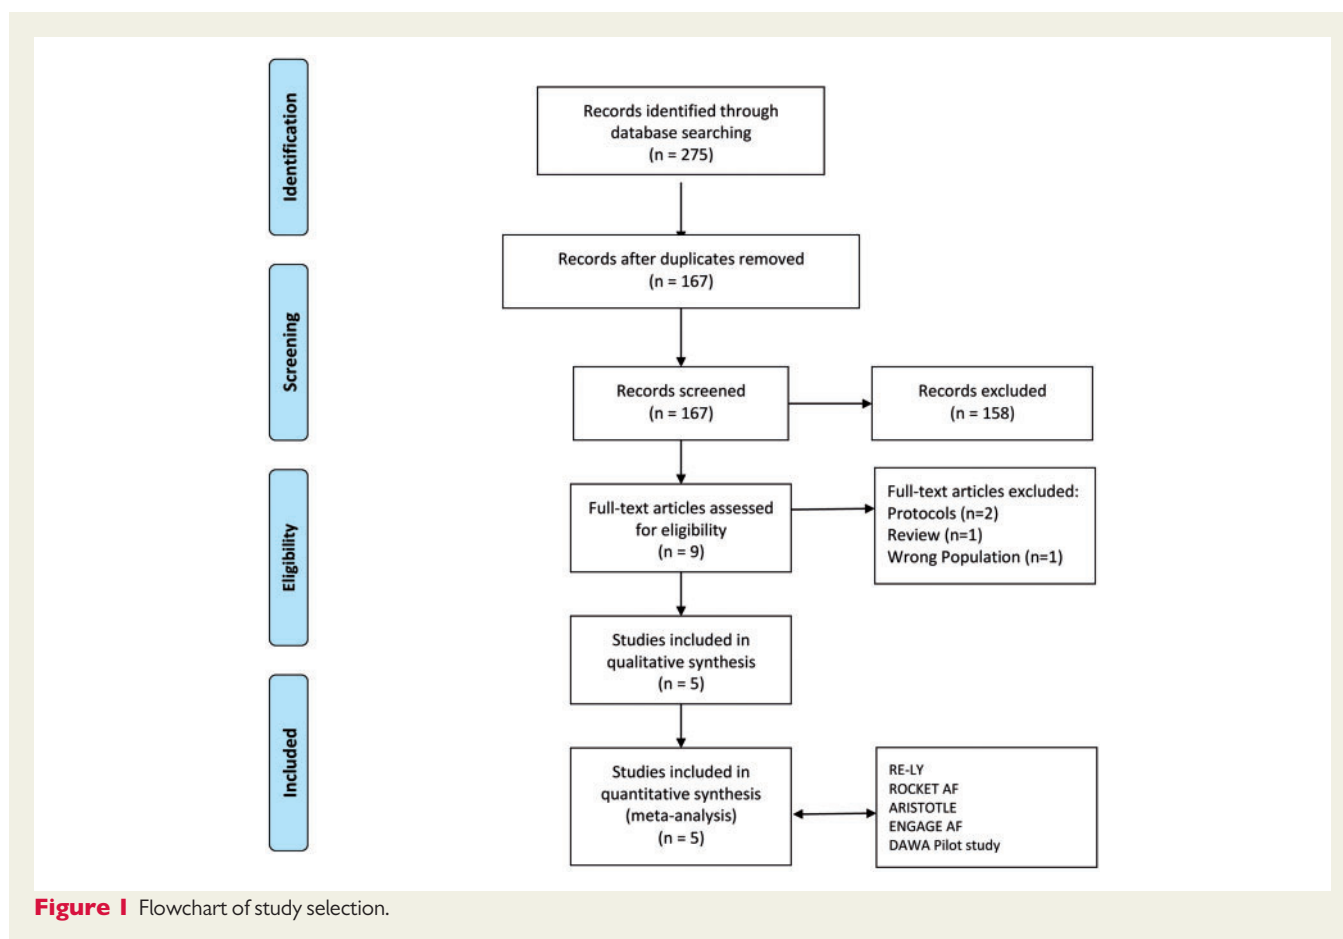 Identification
Records identified through
database searching
(n = 275)
Records after duplicates removed
(n = 167)
Screening
Records screened
(n = 167)
Records excluded
(n = 158)
Eligibility
Full-text articles assessed
for eligibility
(n = 9)
Full-text articles excluded:
Protocols (n=2)
Review (n=1)
Wrong Population (n=1)
Studies included in
qualitative synthesis
(n = 5)
Included
Studies included in
quantitative synthesis
(meta-analysis)
(n = 5)
RE-LY
ROCKET AF
ARISTOTLE
ENGAGE AF
DAWA Pilot study
Figure 1 Flowchart of study selection.